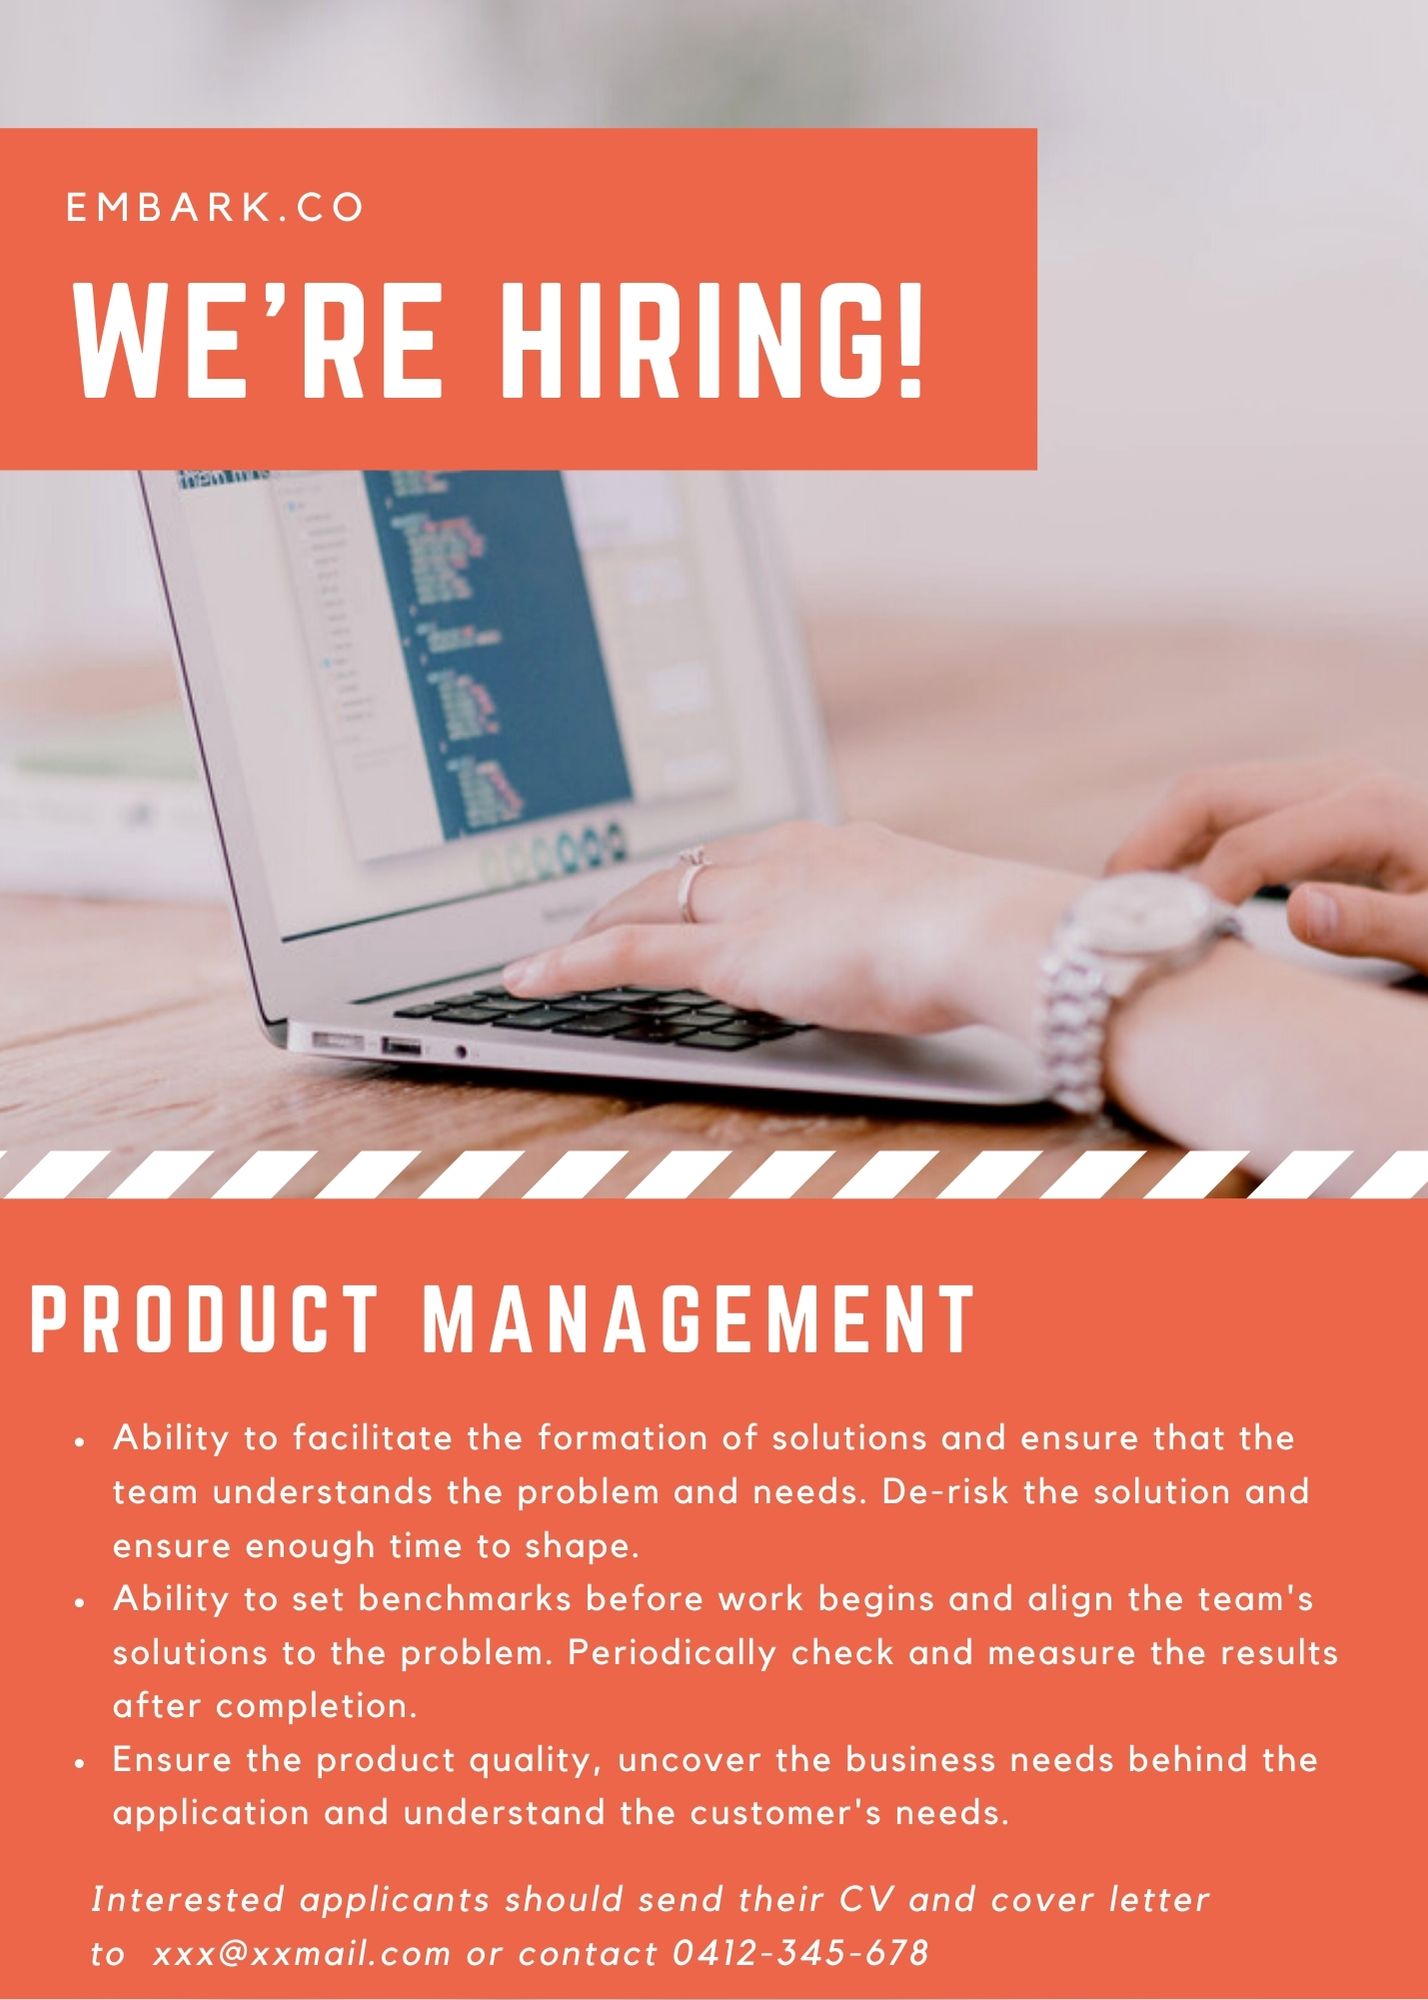 EMBARK.CO
WE'RE HIRING!
PRODUCT MANAGEMENT
• Ability to facilitate the formation of solutions and ensure that the
team understands the problem and needs. De-risk the solution and
ensure enough time to shape.
• Ability to set benchmarks before work begins and align the team's
solutions to the problem. Periodically check and measure the results
after completion.
• Ensure the product quality, uncover the business needs behind the
application and understand the customer's needs.
Interested applicants should send their CV and cover letter
to xxx@xxmail.com or contact 0412-345-678